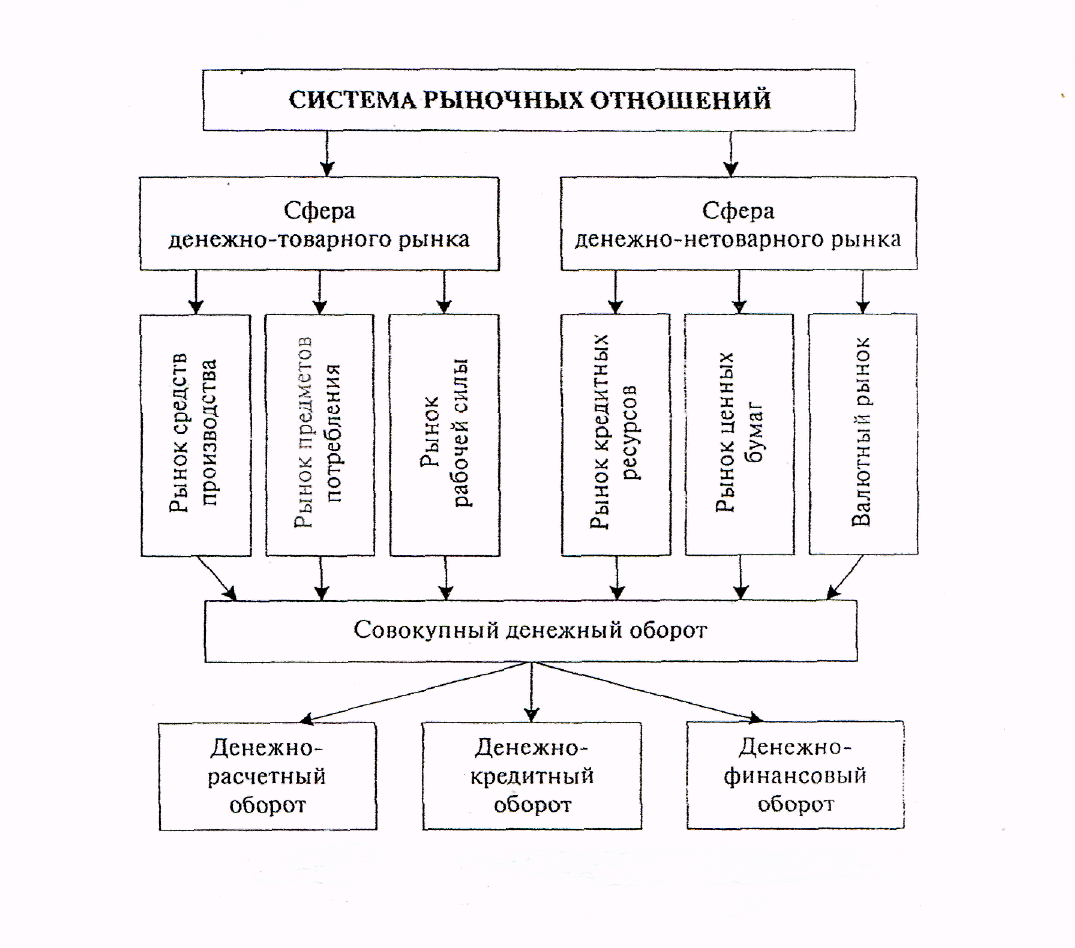 СИСТЕМА РЫНОЧНЫХ ОТНОШЕНИЙ
Сфера
денежно-товарного рынка
Сфера
денежно-нетоварного рынка
Рынок средств
производства
Рынок предметов
потребления
Рынок
рабочей силы
Рынок кредитных
ресурсов
Рынок ценных
бумаг
Валютный рынок
Совокупный денежный оборот
Денежно-
расчетный
оборот
Денежно-
кредитный
оборот
Денежно-
финансовый
оборот